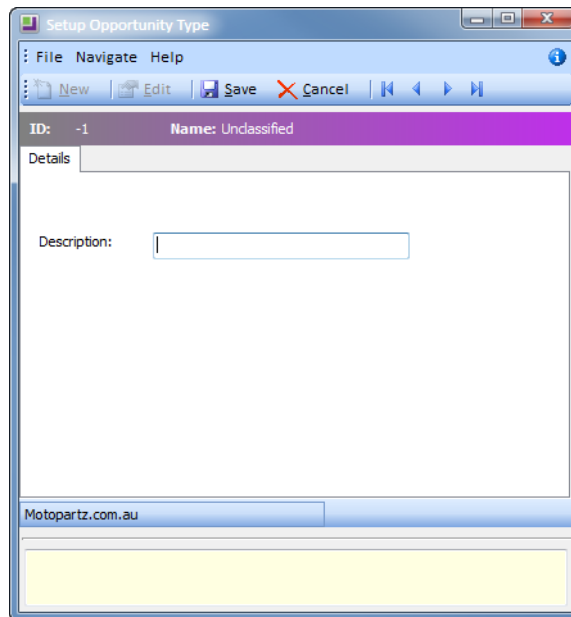 Setup Opportunity Type
File Navigate Help
New Edit Save Cancel
ID: -1 Name: Unclassified
Details
Description:
Motopartz.com.au